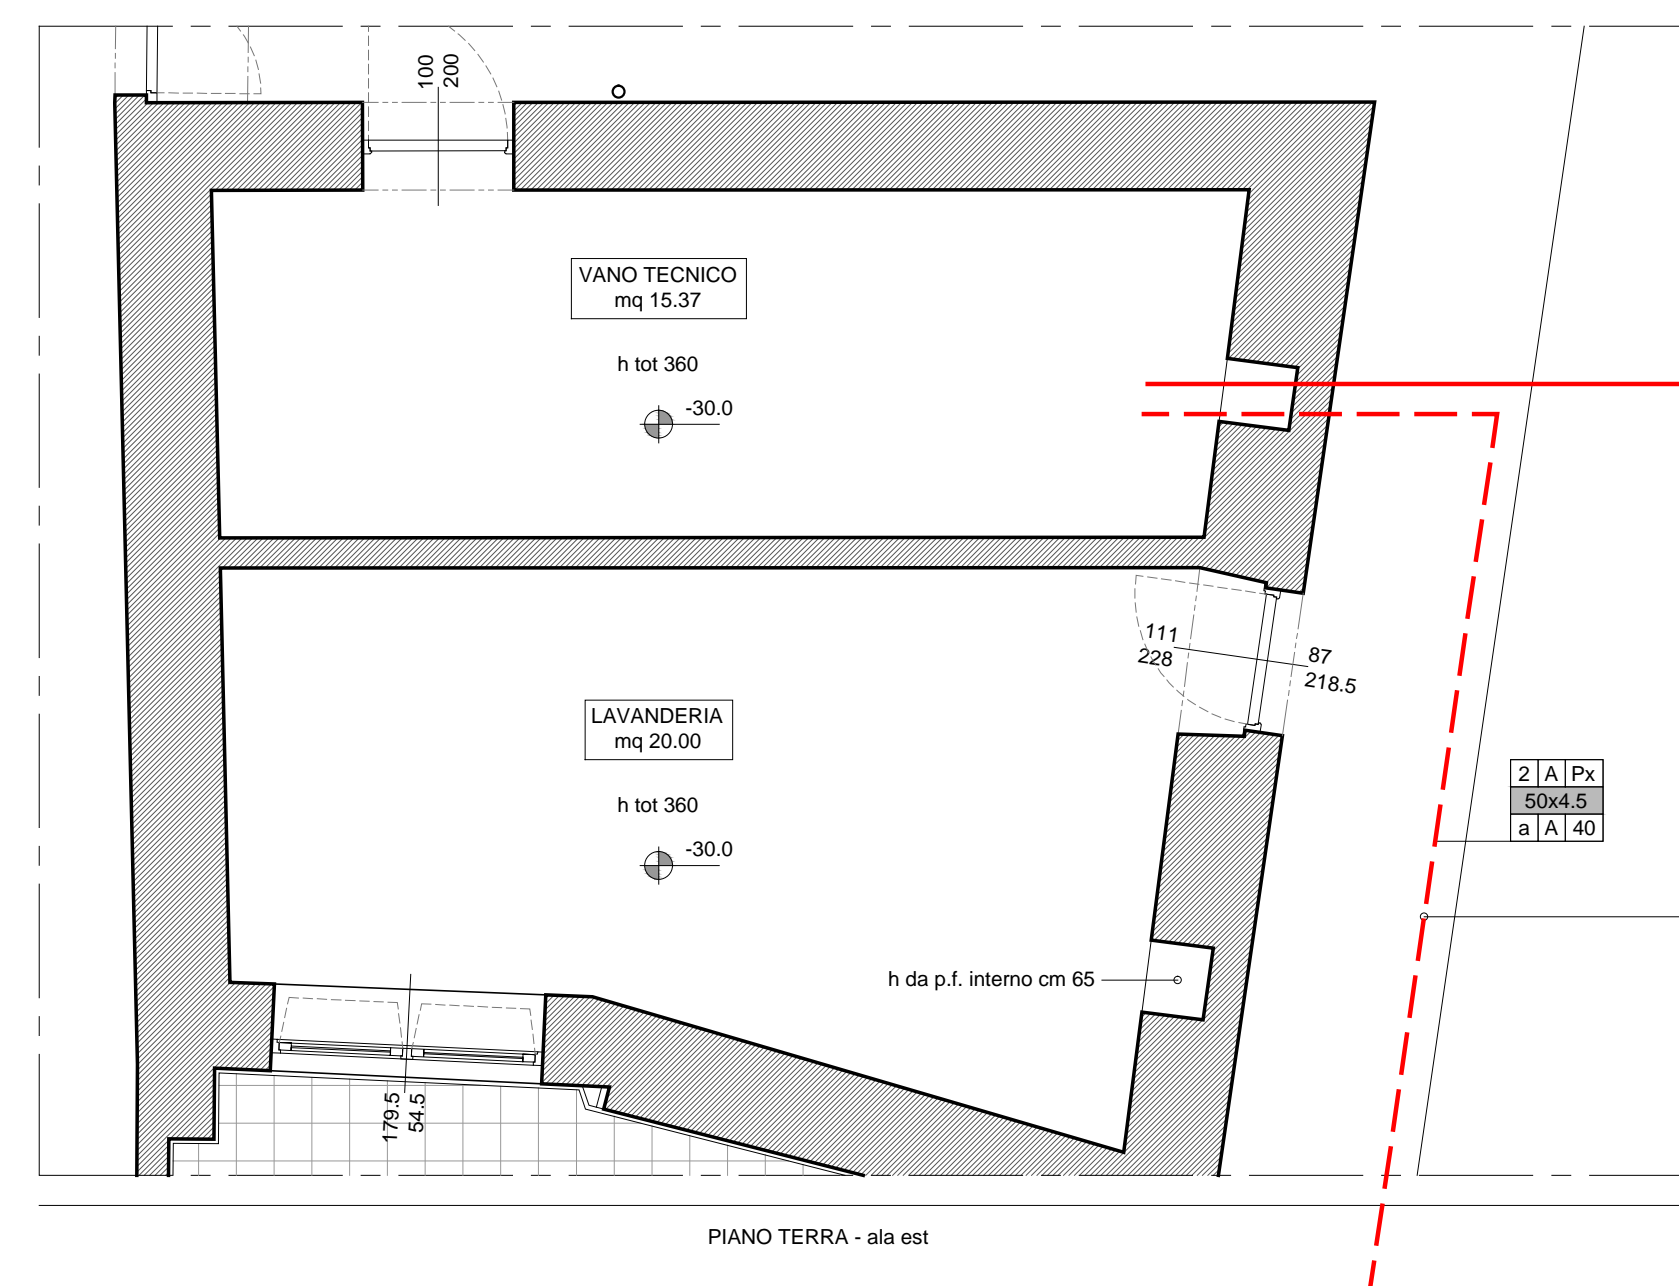 100
200
VANO TECNICO
mq 15.37
h tot 360
-30.0
111
228
87
218.5
LAVANDERIA
mq 20.00
h tot 360
-30.0
2 A Px
50x4.5
a A 40
h da p.f. interno cm 65
179.5
54.5
PIANO TERRA - ala est